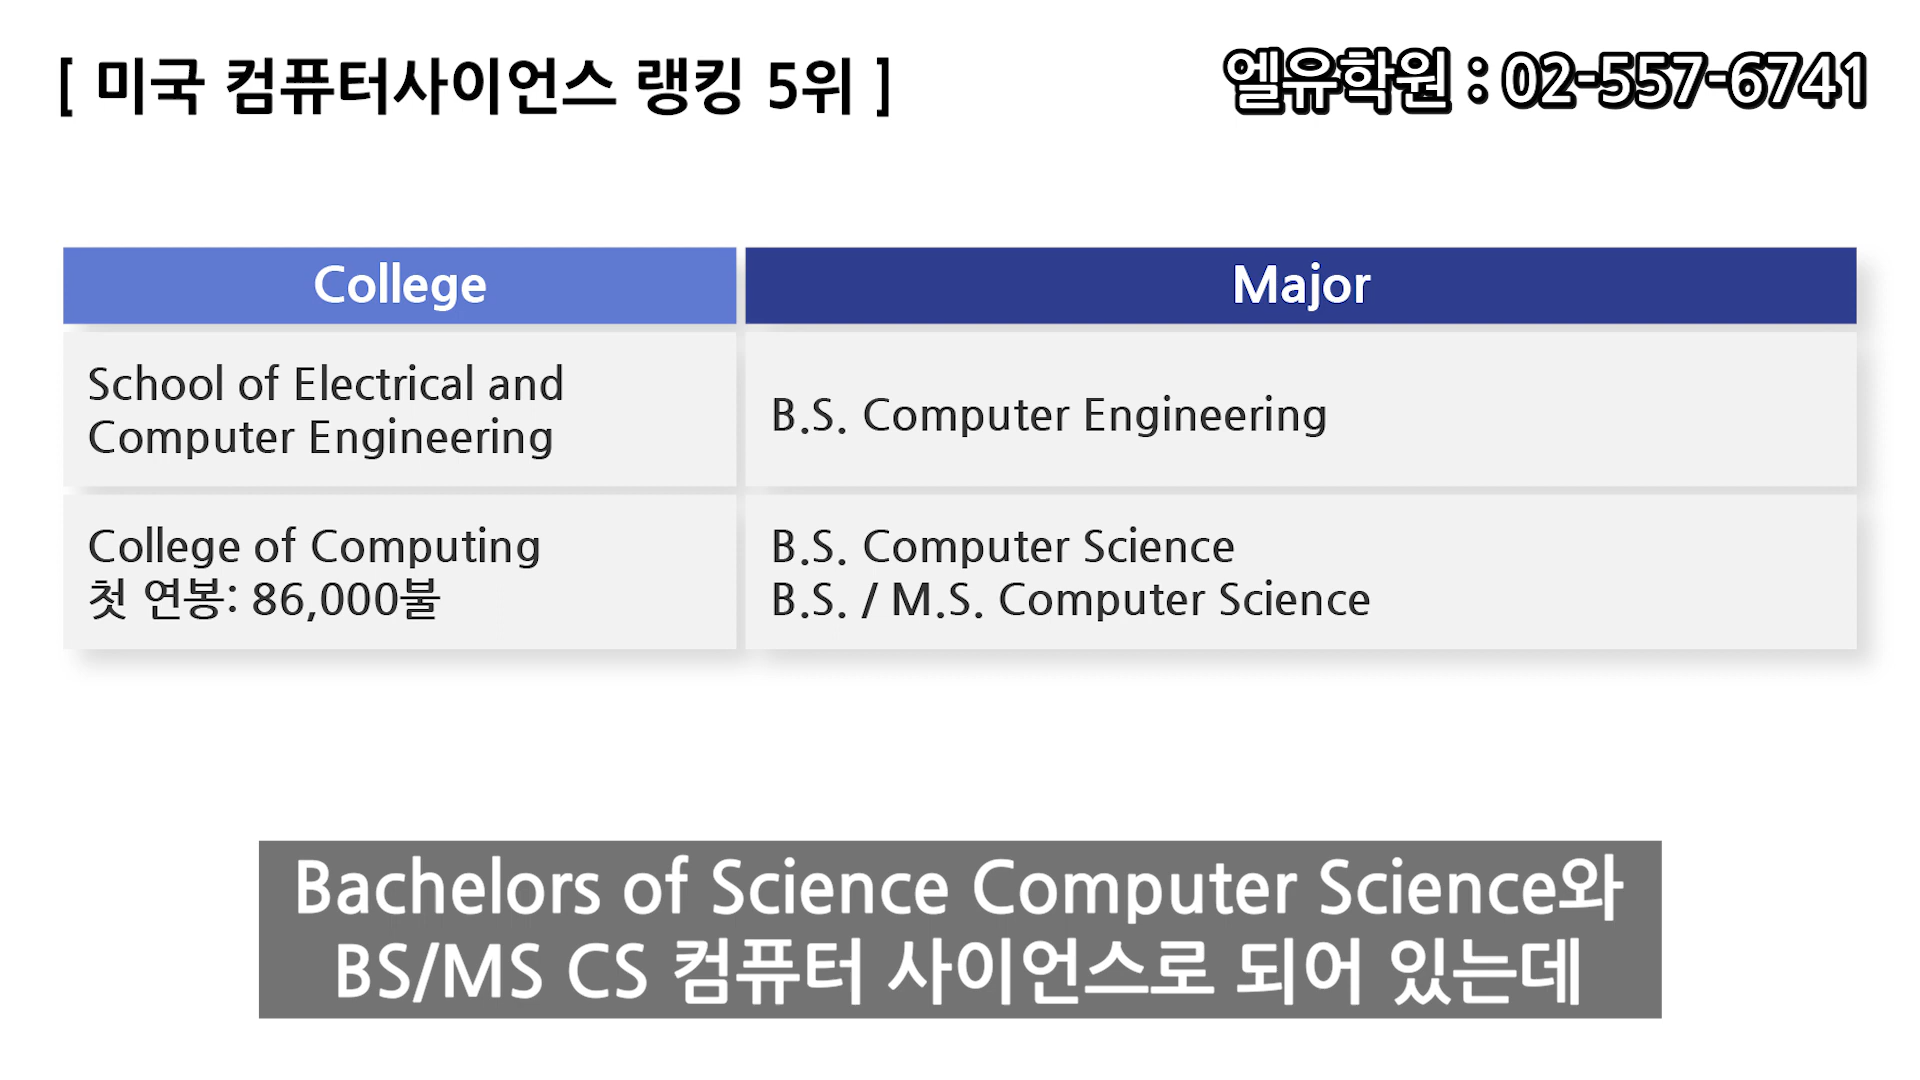 [ 미국 컴퓨터사이언스 랭킹 5위 ]
엘유학원 : 02-557-6741
College
Major
School of Electrical and
Computer Engineering
B.S. Computer Engineering
College of Computing
첫 연봉: 86,000불
B.S. Computer Science
B.S. / M.S. Computer Science
Bachelors of Science Computer Science와
BS/MS CS 컴퓨터 사이언스로 되어 있는데